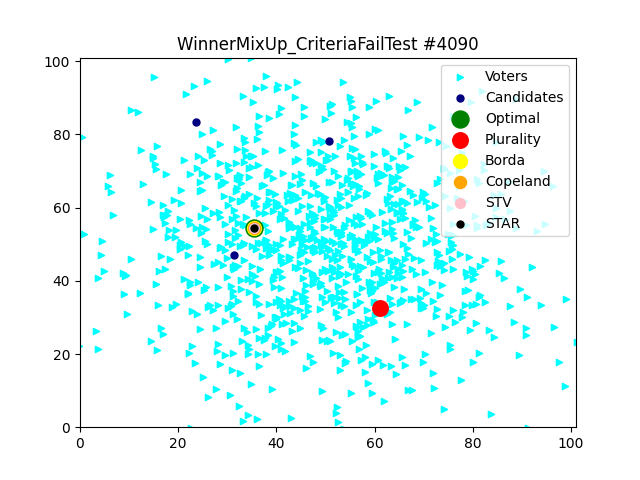 WinnerMixUp_CriteriaFailTest #4090
100
80
60
40
20
0
0 20 40 60 80 100
Voters
Candidates
Optimal
Plurality
Borda
Copeland
STV
STAR